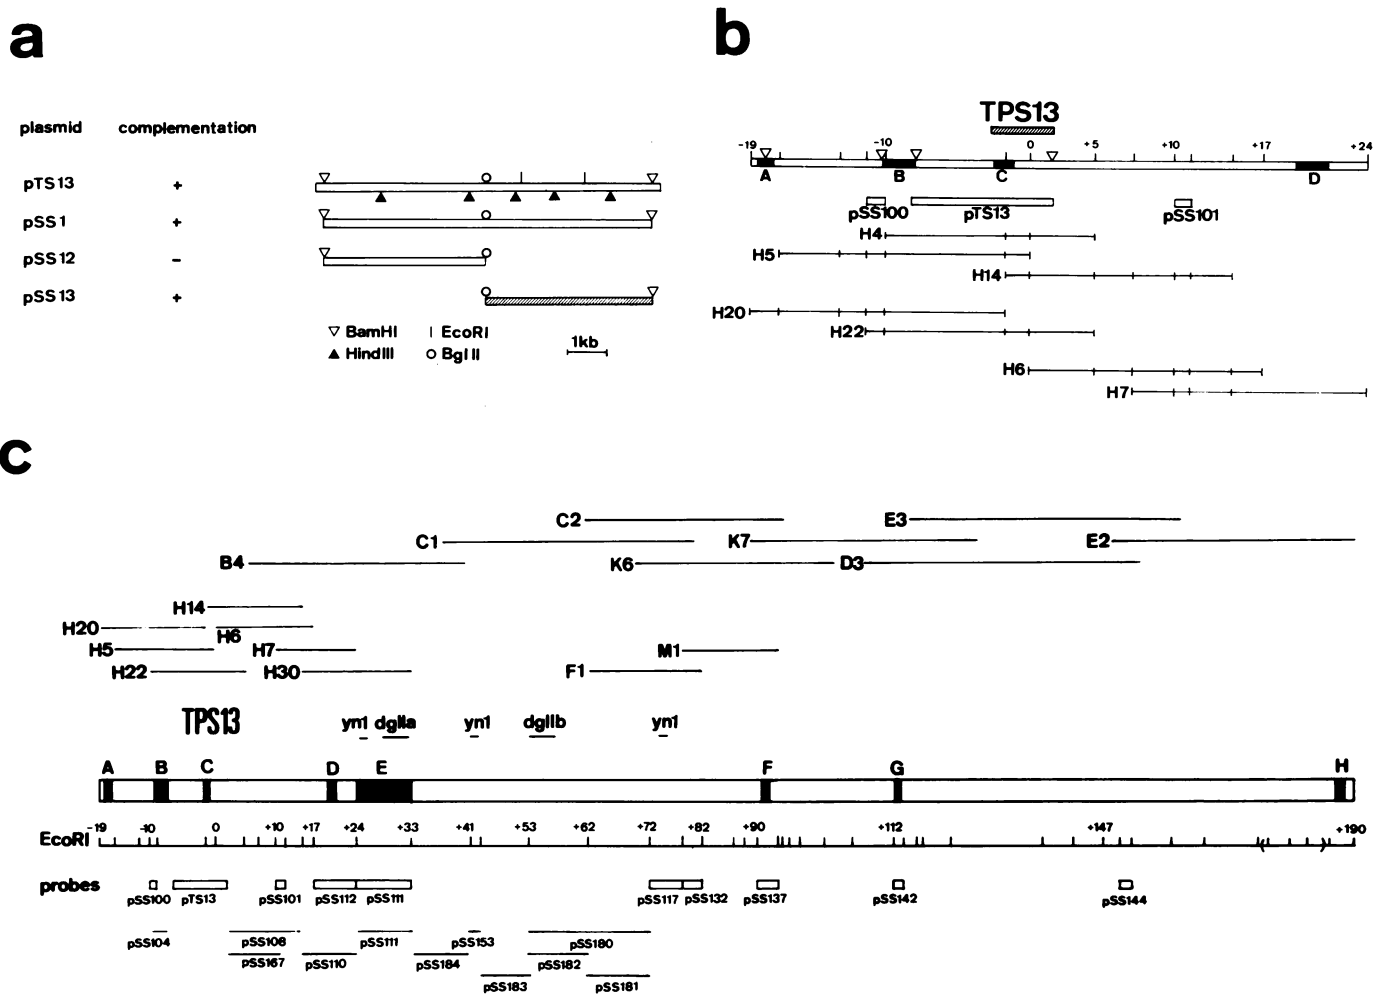 a
plasmid complementation
pTS13 +
pSS1 +
pSS12 −
pSS13 +
▽ BamHI | EcoRI
▲ HindIII ○ BglII
1kb
b
TPS13
-19 -10 0 +5 +10 +17 +24
A B C D
pSS100 pTS13 pSS101
H4
H5
H14
H20
H22
H6
H7
c
C2 E3
C1 K7 E2
B4 K6 D3
H14
H20 H6
H5 H7 M1
H22 H30 F1
TPS13 yn1 dgIIa yn1 dgIIb yn1
A B C D E F G H
-19 -10 0 +10 +17 +24 +33 +41 +53 +62 +72 +82 +90 +112 +147 +190
EcoRI
probes
pSS100 pTS13 pSS101 pSS112 pSS111 pSS117 pSS132 pSS137 pSS142 pSS144
pSS104 pSS108 pSS111 pSS153 pSS180
pSS167 pSS110 pSS184 pSS182
pSS183 pSS181